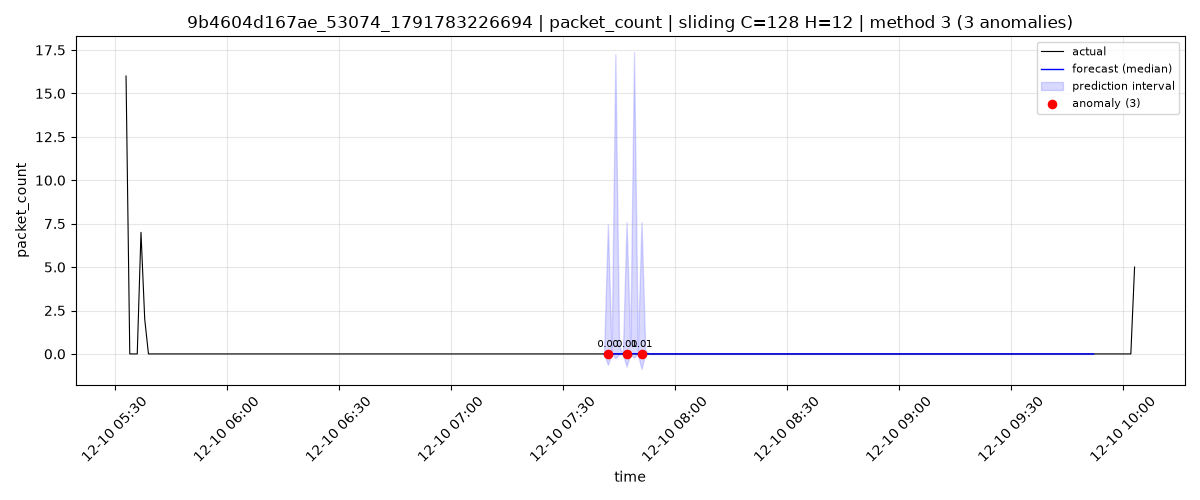 9b4604d167ae_53074_1791783226694 | packet_count | sliding C=128 H=12 | method 3 (3 anomalies)
actual
forecast (median)
prediction interval
anomaly (3)
packet_count
17.5
15.0
12.5
10.0
7.5
5.0
2.5
0.0
0.00
0.01
12-10 05:30
12-10 06:00
12-10 06:30
12-10 07:00
12-10 07:30
12-10 08:00
12-10 08:30
12-10 09:00
12-10 09:30
12-10 10:00
time